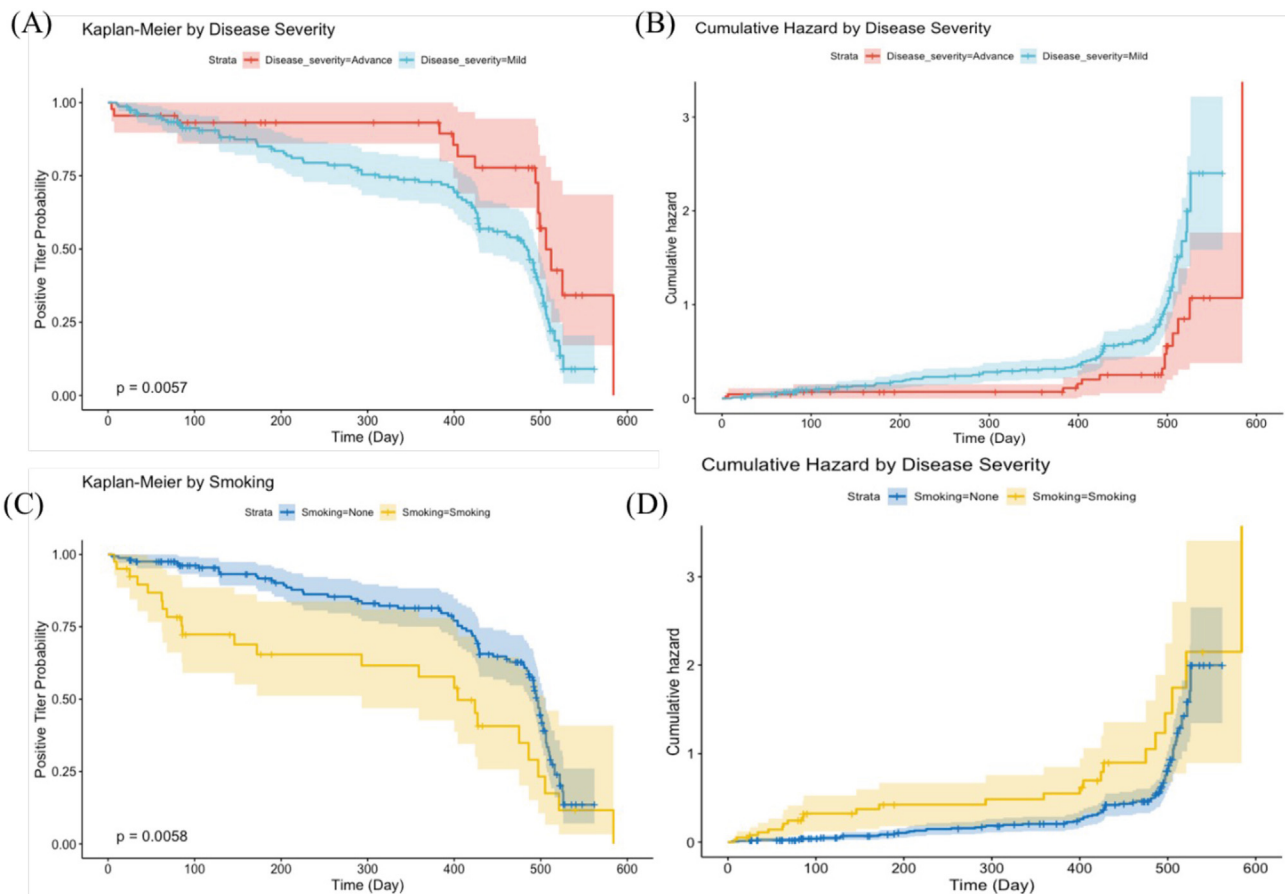 (A)
Kaplan-Meier by Disease Severity
Strata Disease_severity=Advance Disease_severity=Mild
Positive Titer Probability
1.00
0.75
0.50
0.25
0.00
p = 0.0057
0 100 200 300 400 500 600
Time (Day)
(B)
Cumulative Hazard by Disease Severity
Strata Disease_severity=Advance Disease_severity=Mild
Cumulative hazard
3
2
1
0
0 100 200 300 400 500 600
Time (Day)
(C)
Kaplan-Meier by Smoking
Strata Smoking=None Smoking=Smoking
Positive Titer Probability
1.00
0.75
0.50
0.25
0.00
p = 0.0058
0 100 200 300 400 500 600
Time (Day)
(D)
Cumulative Hazard by Disease Severity
Strata Smoking=None Smoking=Smoking
Cumulative hazard
3
2
1
0
0 100 200 300 400 500 600
Time (Day)